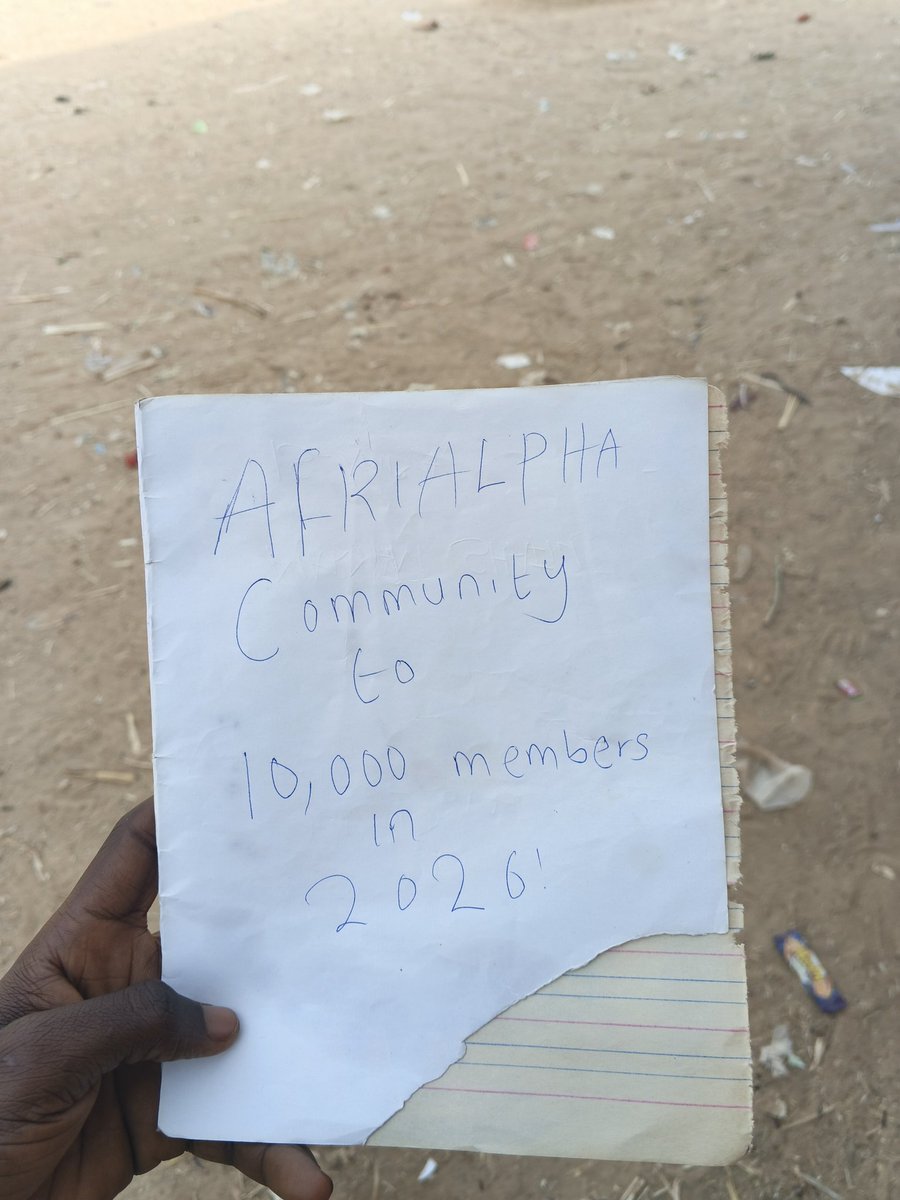 AFRIALPHA
Community
to
10,000 members
in
2026!